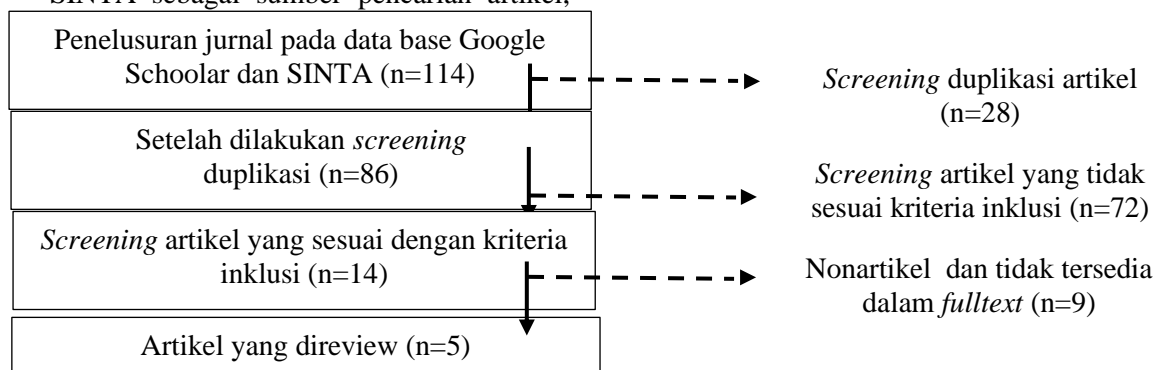 SINTA sebagai sumber pencarian artikel,
Penelusuran jurnal pada data base Google
Schoolar dan SINTA (n=114)
Screening duplikasi artikel
(n=28)
Setelah dilakukan screening
duplikasi (n=86)
Screening artikel yang tidak
sesuai kriteria inklusi (n=72)
Screening artikel yang sesuai dengan kriteria
inklusi (n=14)
Nonartikel dan tidak tersedia
dalam fulltext (n=9)
Artikel yang direview (n=5)